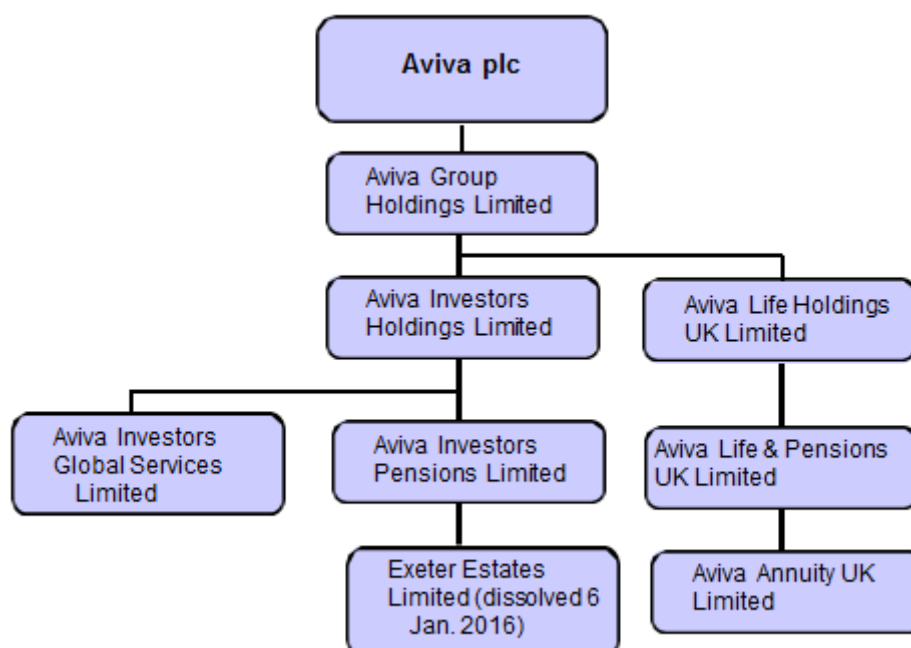 Aviva plc
Aviva Group
Holdings Limited
Aviva Investors
Holdings Limited
Aviva Life Holdings
UK Limited
Aviva Investors
Global Services
Limited
Aviva Investors
Pensions Limited
Aviva Life & Pensions
UK Limited
Exeter Estates
Limited (dissolved 6
Jan. 2016)
Aviva Annuity UK
Limited